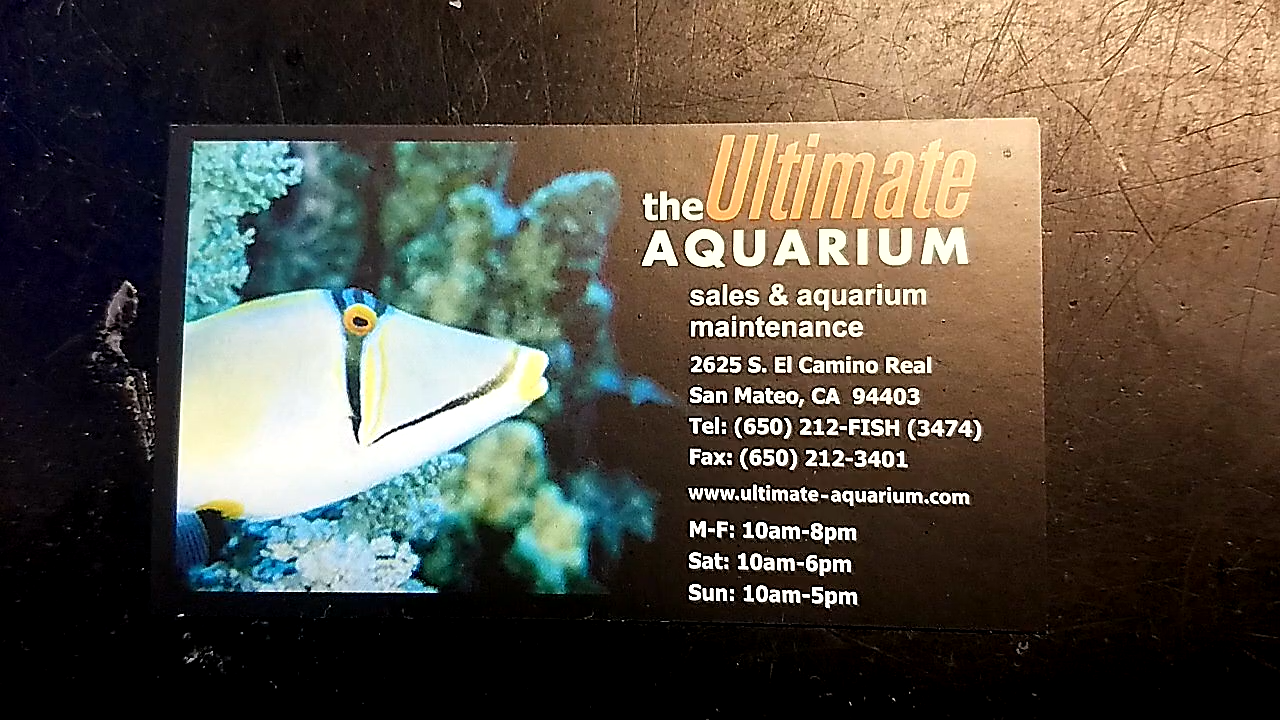 the Ultimate
AQUARIUM
sales & aquarium
maintenance
2625 S. El Camino Real
San Mateo, CA 94403
Tel: (650) 212-FISH (3474)
Fax: (650) 212-3401
www.ultimate-aquarium.com
M-F: 10am-8pm
Sat: 10am-6pm
Sun: 10am-5pm